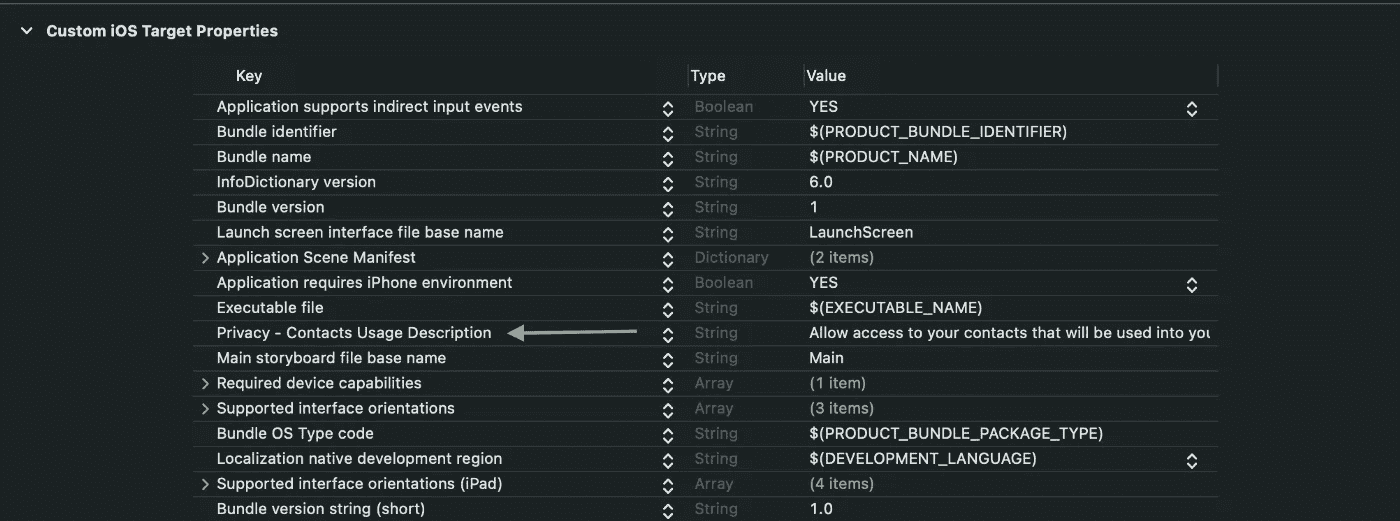 Custom iOS Target Properties
Key Type Value
Application supports indirect input events Boolean YES
Bundle identifier String $(PRODUCT_BUNDLE_IDENTIFIER)
Bundle name String $(PRODUCT_NAME)
InfoDictionary version String 6.0
Bundle version String 1
Launch screen interface file base name String LaunchScreen
Application Scene Manifest Dictionary (2 items)
Application requires iPhone environment Boolean YES
Executable file String $(EXECUTABLE_NAME)
Privacy - Contacts Usage Description String Allow access to your contacts that will be used into you
Main storyboard file base name String Main
Required device capabilities Array (1 item)
Supported interface orientations Array (3 items)
Bundle OS Type code String $(PRODUCT_BUNDLE_PACKAGE_TYPE)
Localization native development region String $(DEVELOPMENT_LANGUAGE)
Supported interface orientations (iPad) Array (4 items)
Bundle version string (short) String 1.0